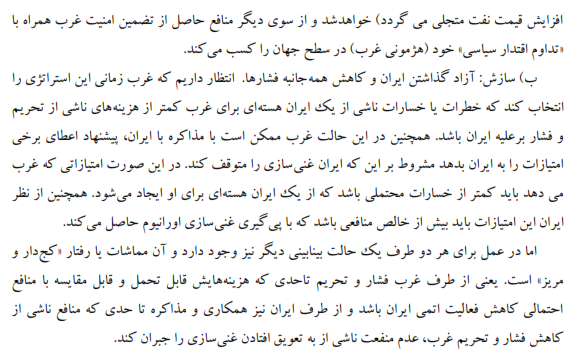 افزایش قیمت نفت متجلی می گردد) خواهدشد و از سوی دیگر منافع حاصل از تضمین امنیت غرب همراه با
«تداوم اقتدار سیاسی» خود (هژمونی غرب) در سطح جهان را کسب می‌کند.
ب) سازش: آزاد گذاشتن ایران و کاهش همه‌جانبه فشارها. انتظار داریم که غرب زمانی این استراتژی را
انتخاب کند که خطرات یا خسارات ناشی از یک ایران هسته‌ای برای غرب کمتر از هزینه‌های ناشی از تحریم
و فشار برعلیه ایران باشد. همچنین در این حالت غرب ممکن است با مذاکره با ایران، پیشنهاد اعطای برخی
امتیازات را به ایران بدهد مشروط بر این که ایران غنی‌سازی را متوقف کند. در این صورت امتیازاتی که غرب
می دهد باید کمتر از خسارات محتملی باشد که از یک ایران هسته‌ای برای او ایجاد می‌شود. همچنین از نظر
ایران این امتیازات باید بیش از خالص منافعی باشد که با پی‌گیری غنی‌سازی اورانیوم حاصل می‌کند.
اما در عمل برای هر دو طرف یک حالت بینابینی دیگر نیز وجود دارد و آن مماشات یا رفتار «کج‌دار و
مریز» است. یعنی از طرف غرب فشار و تحریم تاحدی که هزینه‌هایش قابل تحمل و قابل مقایسه با منافع
احتمالی کاهش فعالیت اتمی ایران باشد و از طرف ایران نیز همکاری و مذاکره تا حدی که منافع ناشی از
کاهش فشار و تحریم غرب، عدم منفعت ناشی از به تعویق افتادن غنی‌سازی را جبران کند.